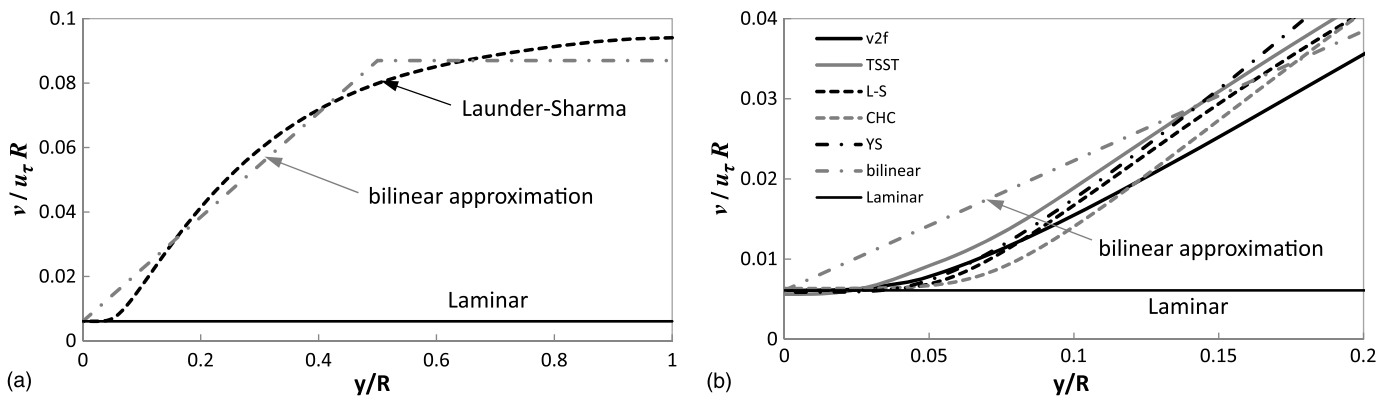 0.1
0.08
0.06
0.04
0.02
0
ν / uτ R
Launder-Sharma
bilinear approximation
Laminar
0
0.2
0.4
0.6
0.8
1
y/R
(a)
0.04
0.03
0.02
0.01
0
ν / uτ R
v2f
TSST
L-S
CHC
YS
bilinear
Laminar
bilinear approximation
Laminar
0
0.05
0.1
0.15
0.2
y/R
(b)